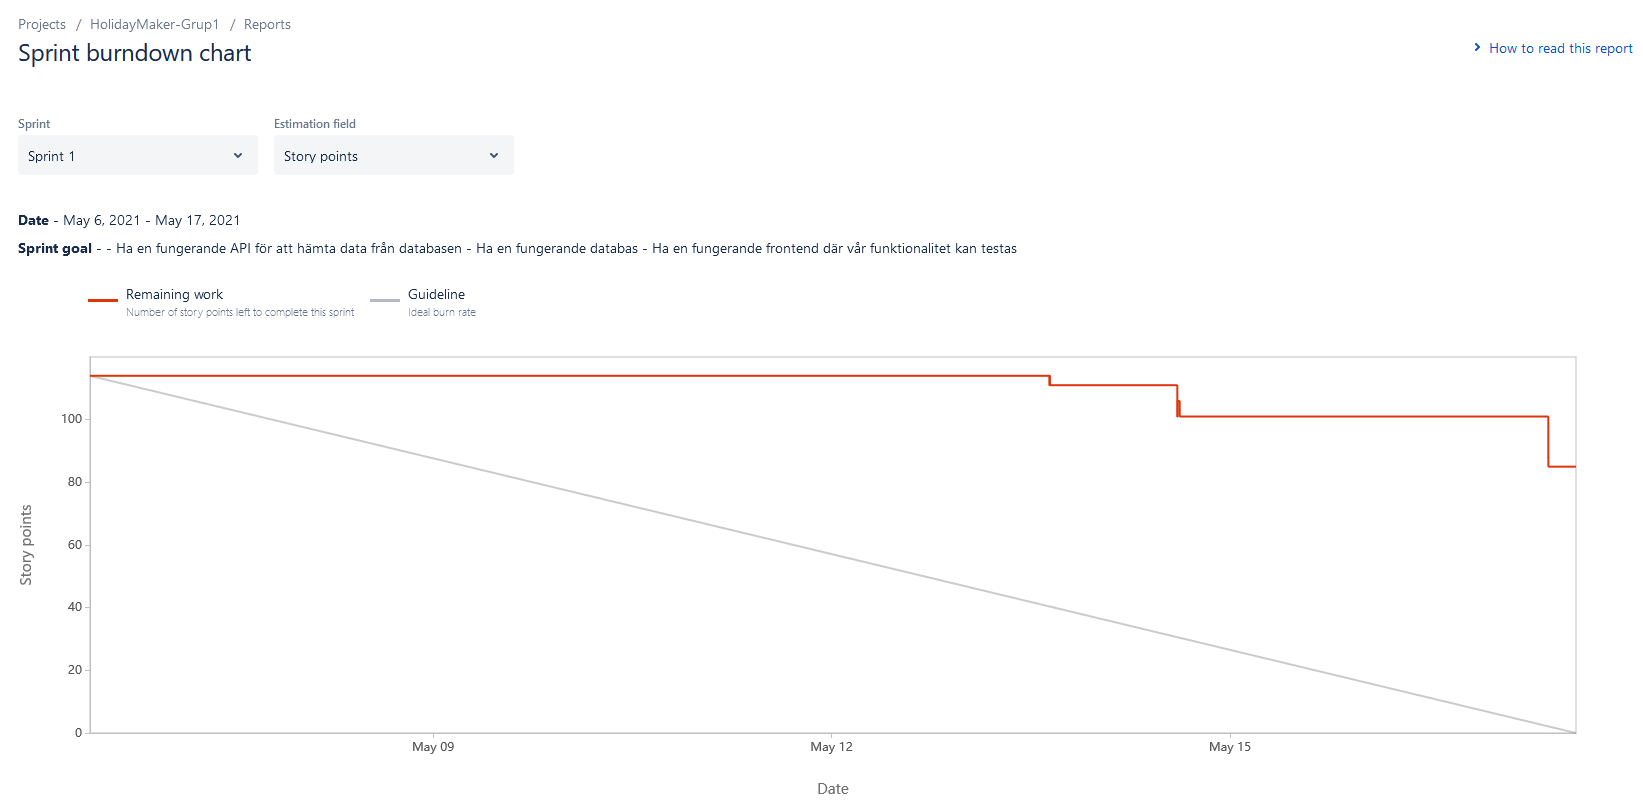 Projects / HolidayMaker-Grup1 / Reports
Sprint burndown chart
How to read this report
Sprint Estimation field
Sprint 1 Story points
Date - May 6, 2021 - May 17, 2021
Sprint goal - - Ha en fungerande API för att hämta data från databasen - Ha en fungerande databas - Ha en fungerande frontend där vår funktionalitet kan testas
Remaining work Guideline
Number of story points left to complete this sprint Ideal burn rate
100
80
60
40
20
0
Story points
May 09 May 12 May 15
Date